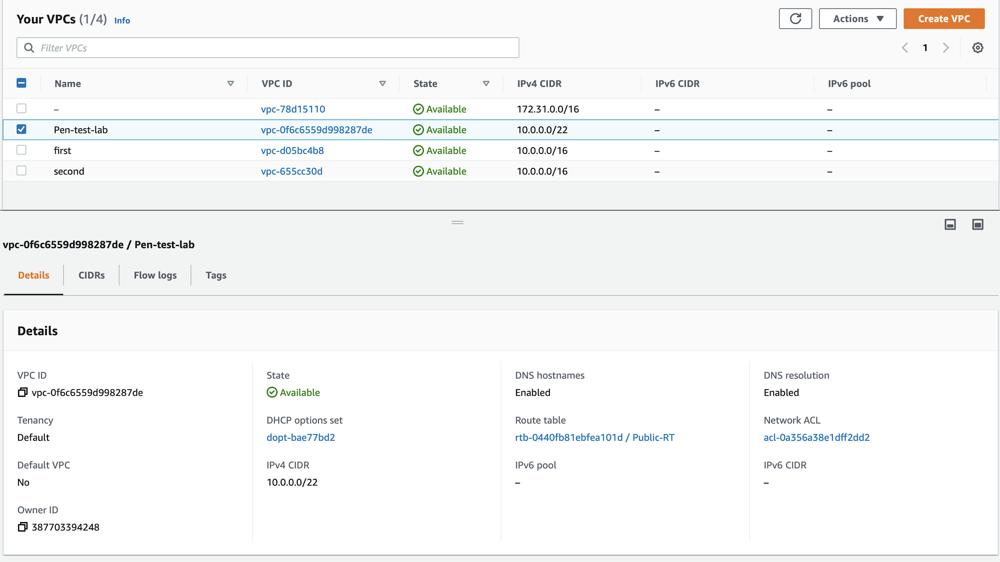 Your VPCs (1/4) Info
Actions
Create VPC
Filter VPCs
1
Name VPC ID State IPv4 CIDR IPv6 CIDR IPv6 pool
– vpc-78d15110 Available 172.31.0.0/16 – –
Pen-test-lab vpc-0f6c6559d998287de Available 10.0.0.0/22 – –
first vpc-d05bc4b8 Available 10.0.0.0/16 – –
second vpc-655cc30d Available 10.0.0.0/16 – –
vpc-0f6c6559d998287de / Pen-test-lab
Details CIDRs Flow logs Tags
Details
VPC ID State DNS hostnames DNS resolution
vpc-0f6c6559d998287de Available Enabled Enabled
Tenancy DHCP options set Route table Network ACL
Default dopt-bae77bd2 rtb-0440fb81ebfea101d / Public-RT acl-0a356a38e1dff2dd2
Default VPC IPv4 CIDR IPv6 pool IPv6 CIDR
No 10.0.0.0/22 – –
Owner ID
387703394248